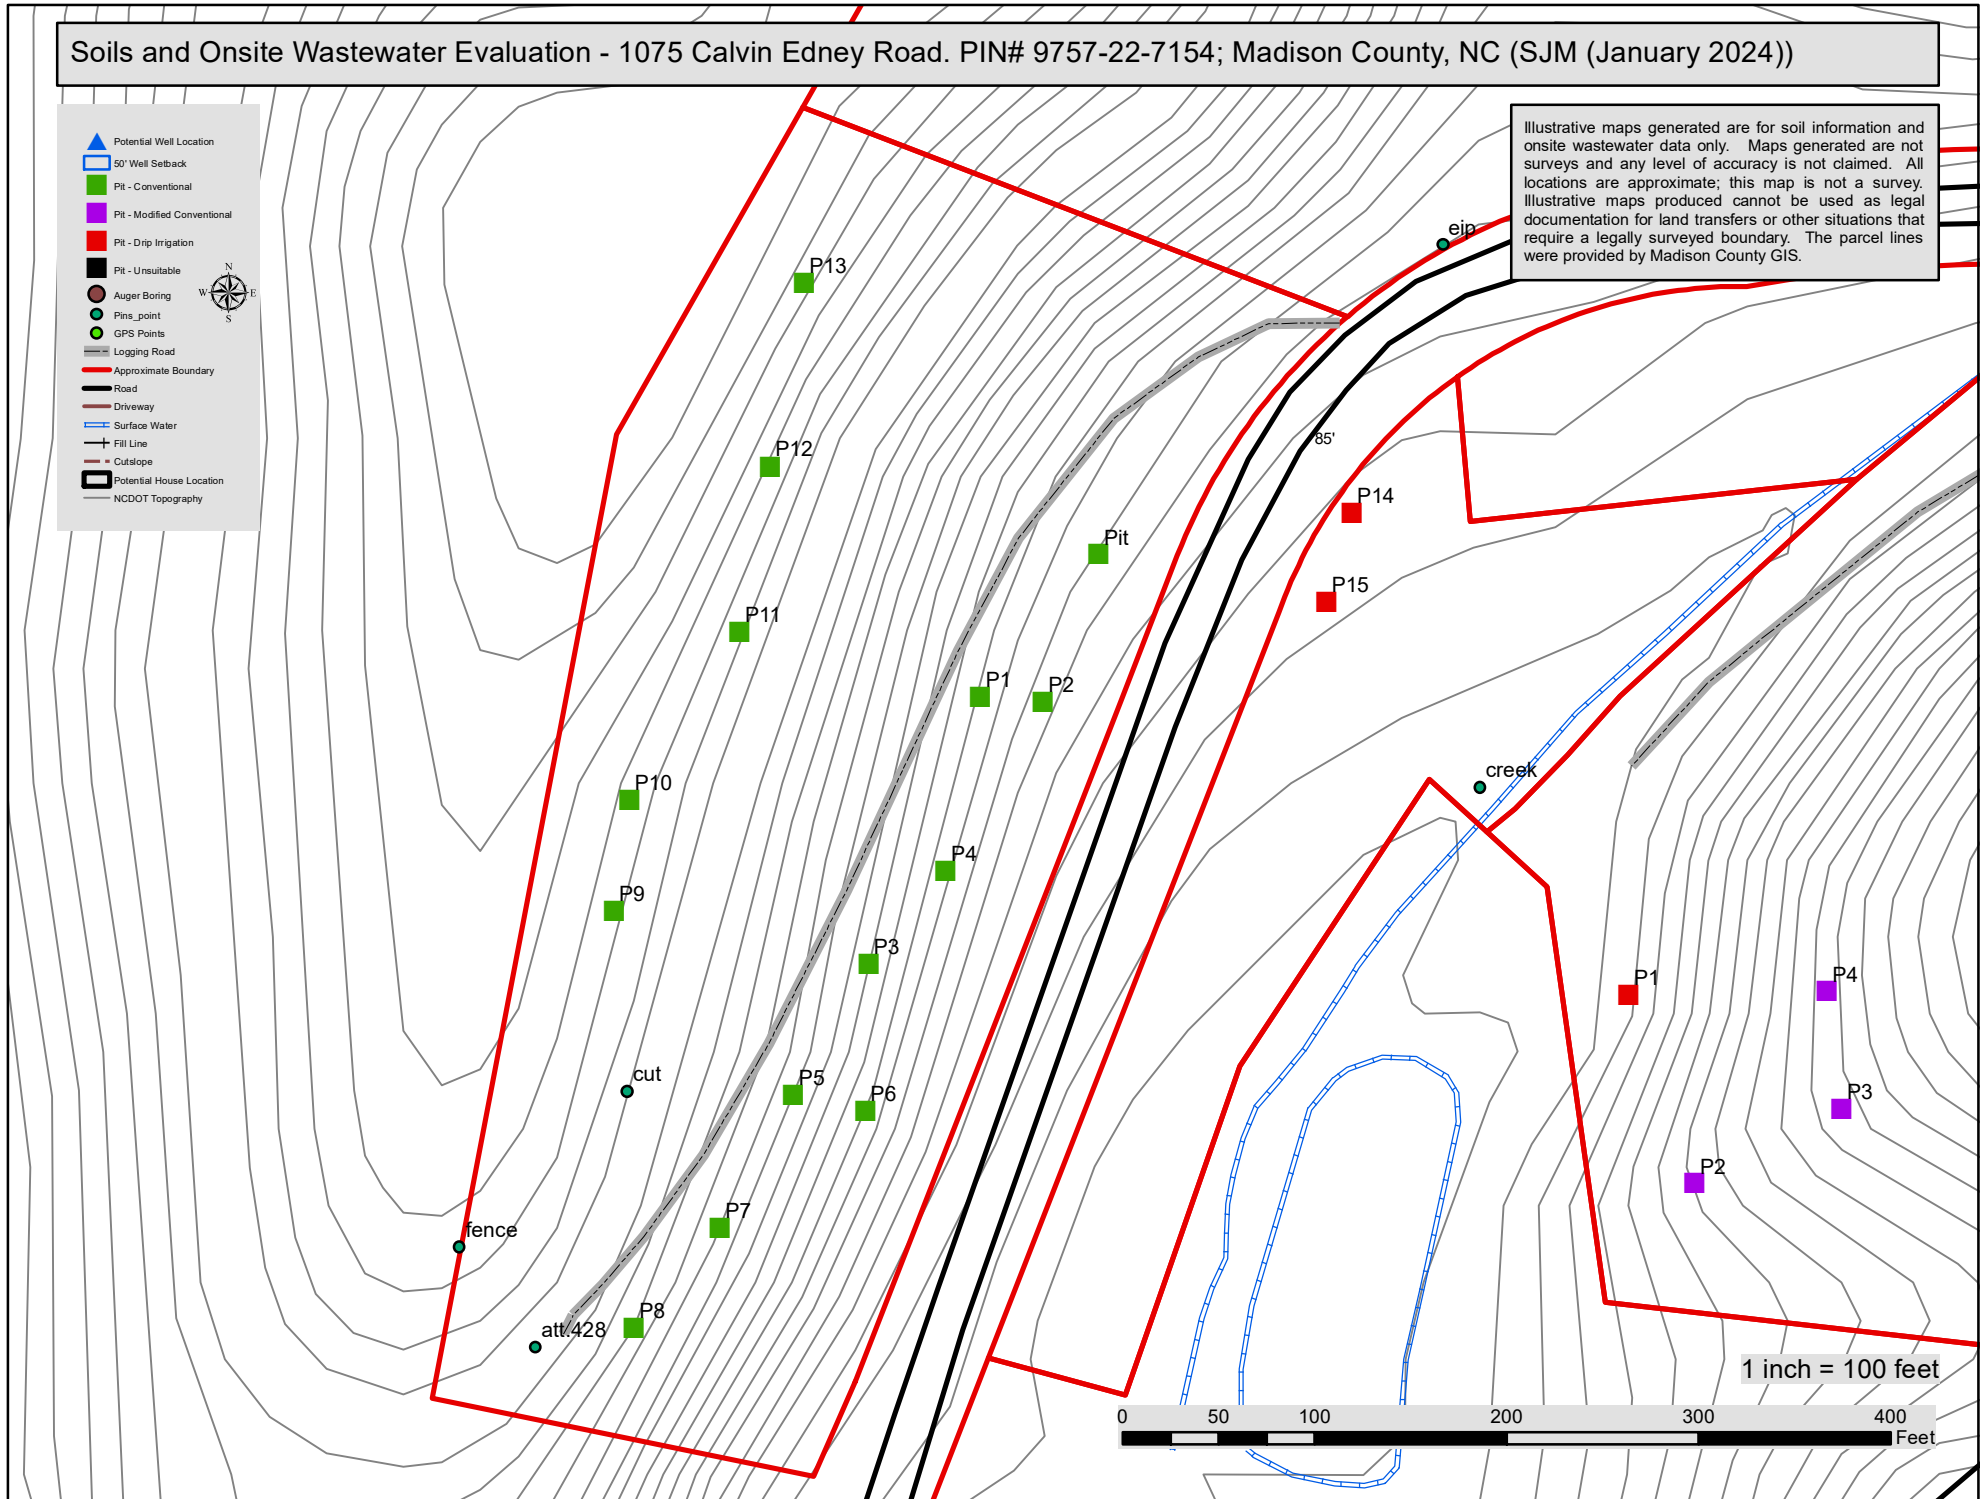 Soils and Onsite Wastewater Evaluation - 1075 Calvin Edney Road. PIN# 9757-22-7154; Madison County, NC (SJM (January 2024))
Potential Well Location
50' Well Setback
Pit - Conventional
Pit - Modified Conventional
Pit - Drip Irrigation
Pit - Unsuitable
Auger Boring
Pins_point
GPS Points
Logging Road
Approximate Boundary
Road
Driveway
Surface Water
Fill Line
Cutslope
Potential House Location
NCDOT Topography
N
W
E
S
Illustrative maps generated are for soil information and
onsite wastewater data only. Maps generated are not
surveys and any level of accuracy is not claimed. All
locations are approximate; this map is not a survey.
Illustrative maps produced cannot be used as legal
documentation for land transfers or other situations that
require a legally surveyed boundary. The parcel lines
were provided by Madison County GIS.
eip
P13
85'
P12
P14
Pit
P15
P11
P1
P2
creek
P10
P4
P9
P3
P1
P4
cut
P5
P6
P3
P2
P7
fence
P8
att.428
1 inch = 100 feet
0 50 100 200 300 400
Feet